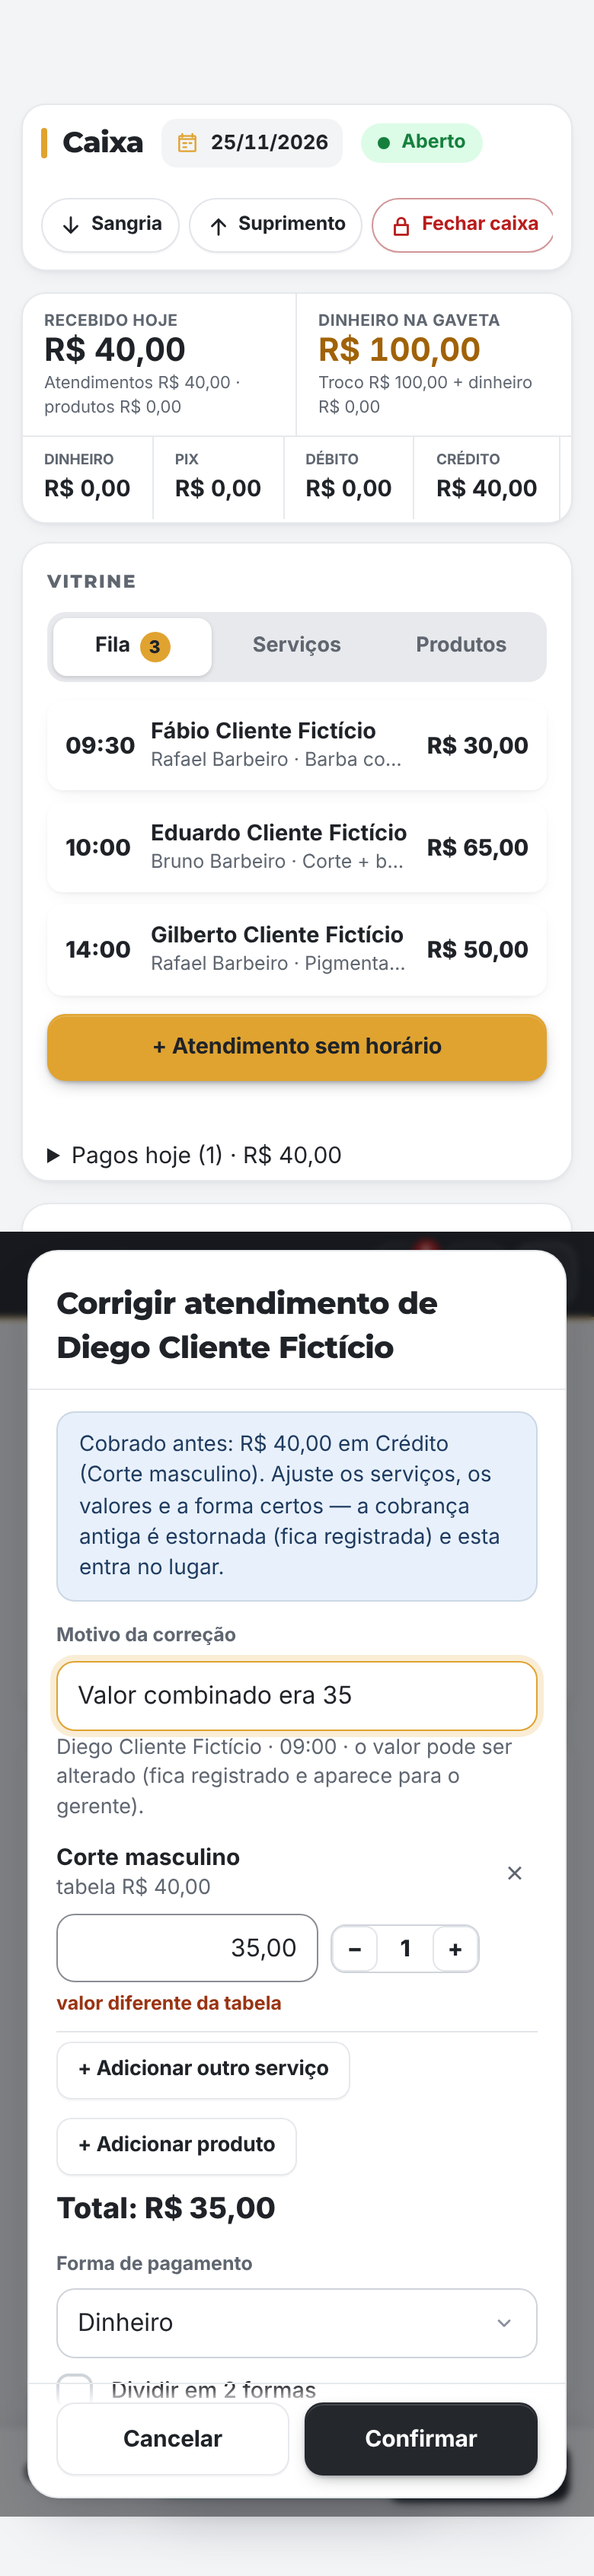 Caixa
25/11/2026
Aberto
↓ Sangria
↑ Suprimento
Fechar caixa
RECEBIDO HOJE
R$ 40,00
Atendimentos R$ 40,00 ·
produtos R$ 0,00
DINHEIRO NA GAVETA
R$ 100,00
Troco R$ 100,00 + dinheiro
R$ 0,00
DINHEIRO
R$ 0,00
PIX
R$ 0,00
DÉBITO
R$ 0,00
CRÉDITO
R$ 40,00
VITRINE
Fila 3
Serviços
Produtos
09:30
Fábio Cliente Fictício
Rafael Barbeiro · Barba co...
R$ 30,00
10:00
Eduardo Cliente Fictício
Bruno Barbeiro · Corte + b...
R$ 65,00
14:00
Gilberto Cliente Fictício
Rafael Barbeiro · Pigmenta...
R$ 50,00
+ Atendimento sem horário
▶ Pagos hoje (1) · R$ 40,00
Corrigir atendimento de
Diego Cliente Fictício
Cobrado antes: R$ 40,00 em Crédito
(Corte masculino). Ajuste os serviços, os
valores e a forma certos — a cobrança
antiga é estornada (fica registrada) e esta
entra no lugar.
Motivo da correção
Valor combinado era 35
Diego Cliente Fictício · 09:00 · o valor pode ser
alterado (fica registrado e aparece para o
gerente).
Corte masculino
tabela R$ 40,00
×
35,00
− 1 +
valor diferente da tabela
+ Adicionar outro serviço
+ Adicionar produto
Total: R$ 35,00
Forma de pagamento
Dinheiro
Dividir em 2 formas
Cancelar
Confirmar